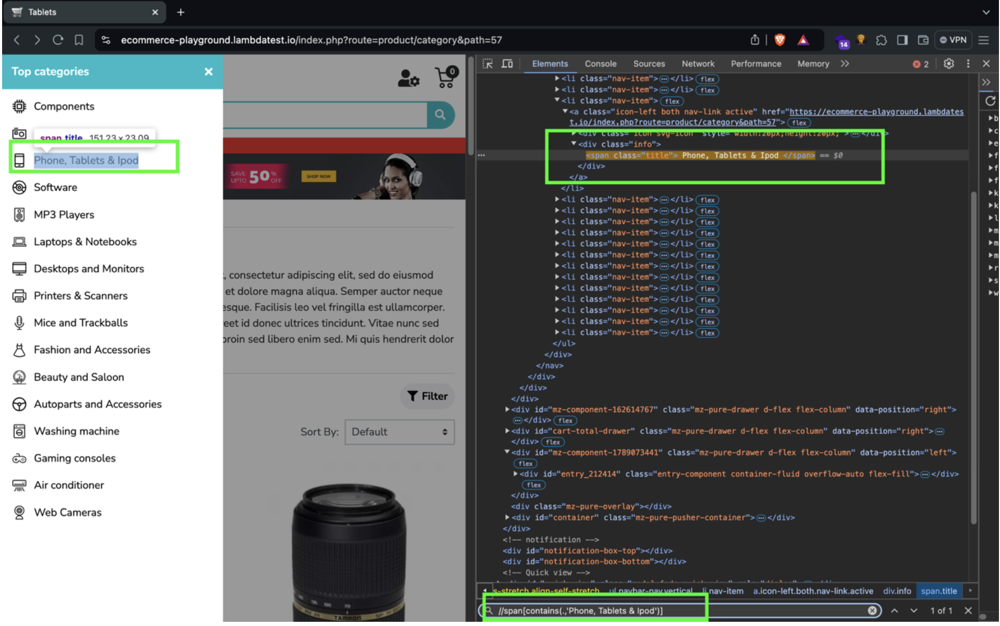 Tablets
ecommerce-playground.lambdatest.io/index.php?route=product/category&path=57
14
VPN
Top categories
0
Components
span.title 151.23 × 23.09
Phone, Tablets & Ipod
Software
MP3 Players
Laptops & Notebooks
Desktops and Monitors
Printers & Scanners
Mice and Trackballs
Fashion and Accessories
Beauty and Saloon
Autoparts and Accessories
Washing machine
Gaming consoles
Air conditioner
Web Cameras
SAVE UPTO 50% OFF
SHOP NOW
, consectetur adipiscing elit, sed do eiusmod
et dolore magna aliqua. Semper auctor neque
esque. Facilisis leo vel fringilla est ullamcorper.
eet id donec ultrices tincidunt. Vitae nunc sed
proin sed libero enim sed. Mi quis hendrerit dolor
Filter
Sort By: Default
200 135 100 70
TAMRON
Elements Console Sources Network Performance Memory 2
<li class="nav-item"></li> flex
<li class="nav-item"></li> flex
<li class="nav-item"> flex
<a class="icon-left both nav-link active" href="https://ecommerce-playground.lambdates
t.io/index.php?route=product/category&path=57"> flex
<div class="icon svg-icon" style="width:20px;height:20px;"></div>
<div class="info">
<span class="title"> Phone, Tablets & Ipod </span> == $0
</div>
</a>
</li>
<li class="nav-item"></li> flex
<li class="nav-item"></li> flex
<li class="nav-item"></li> flex
<li class="nav-item"></li> flex
<li class="nav-item"></li> flex
<li class="nav-item"></li> flex
<li class="nav-item"></li> flex
<li class="nav-item"></li> flex
<li class="nav-item"></li> flex
<li class="nav-item"></li> flex
<li class="nav-item"></li> flex
<li class="nav-item"></li> flex
<li class="nav-item"></li> flex
</ul>
</div>
</nav>
</div>
</div>
</div>
<div id="mz-component-162614767" class="mz-pure-drawer d-flex flex-column" data-position="right">
</div> flex
<div id="cart-total-drawer" class="mz-pure-drawer d-flex flex-column" data-position="right">
</div> flex
<div id="mz-component-1789073441" class="mz-pure-drawer d-flex flex-column" data-position="left">
flex
<div id="entry_212414" class="entry-component container-fluid overflow-auto flex-fill"></div>
flex
</div>
<div class="mz-pure-overlay"></div>
<div id="container" class="mz-pure-pusher-container"></div>
</div>
<!-- notification -->
<div id="notification-box-top"></div>
<div id="notification-box-bottom"></div>
<!-- Quick view -->
s-stretch.align-self-stretch ul.navbar-nav.vertical li.nav-item a.icon-left.both.nav-link.active div.info span.title
//span[contains(.,'Phone, Tablets & Ipod')] 1 of 1
b
c
e
f
f
f
k
k
l
m
m
m
r
s
w